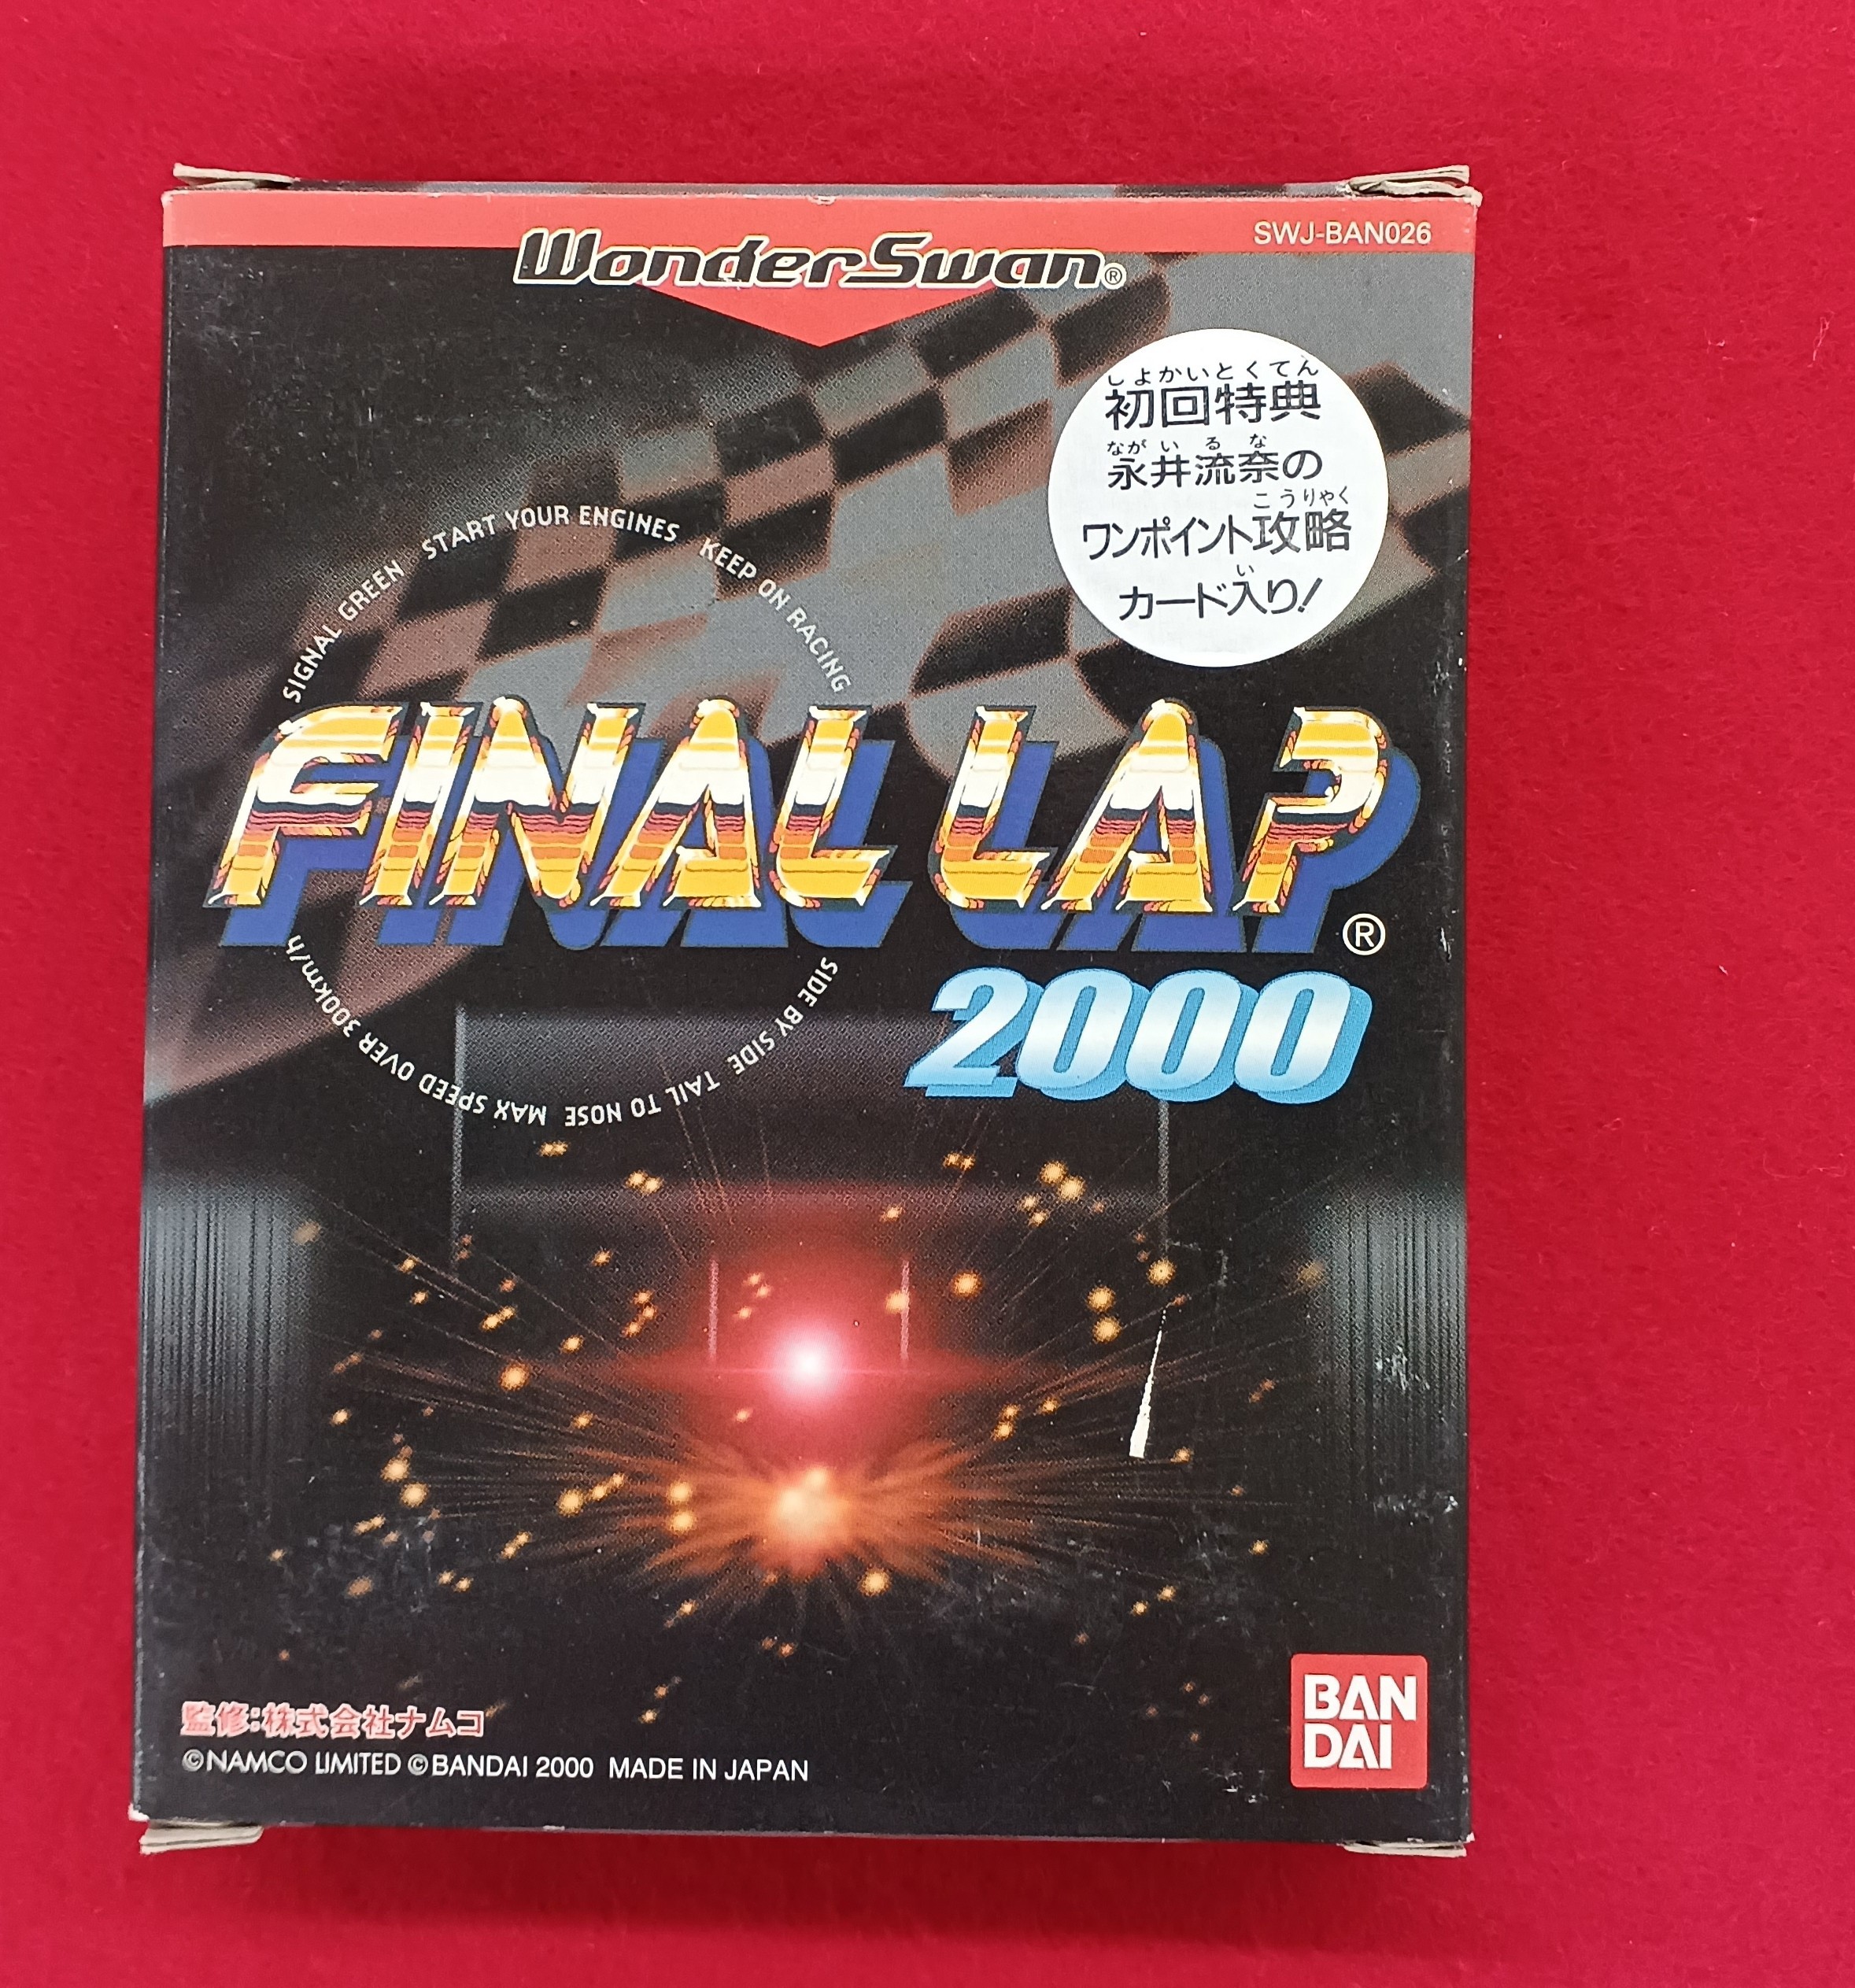 WonderSwan®
SWJ-BAN026
しよかいとくてん
初回特典
ながいるな
永井流奈の
こうりゃく
ワンポイント攻略
い
カード入り!
SIGNAL GREEN START YOUR ENGINES KEEP ON RACING
FINAL LAP®
2000
SIDE BY SIDE TAIL TO NOSE MAX SPEED OVER 300km/h
BAN
DAI
監修:株式会社ナムコ
©NAMCO LIMITED ©BANDAI 2000 MADE IN JAPAN